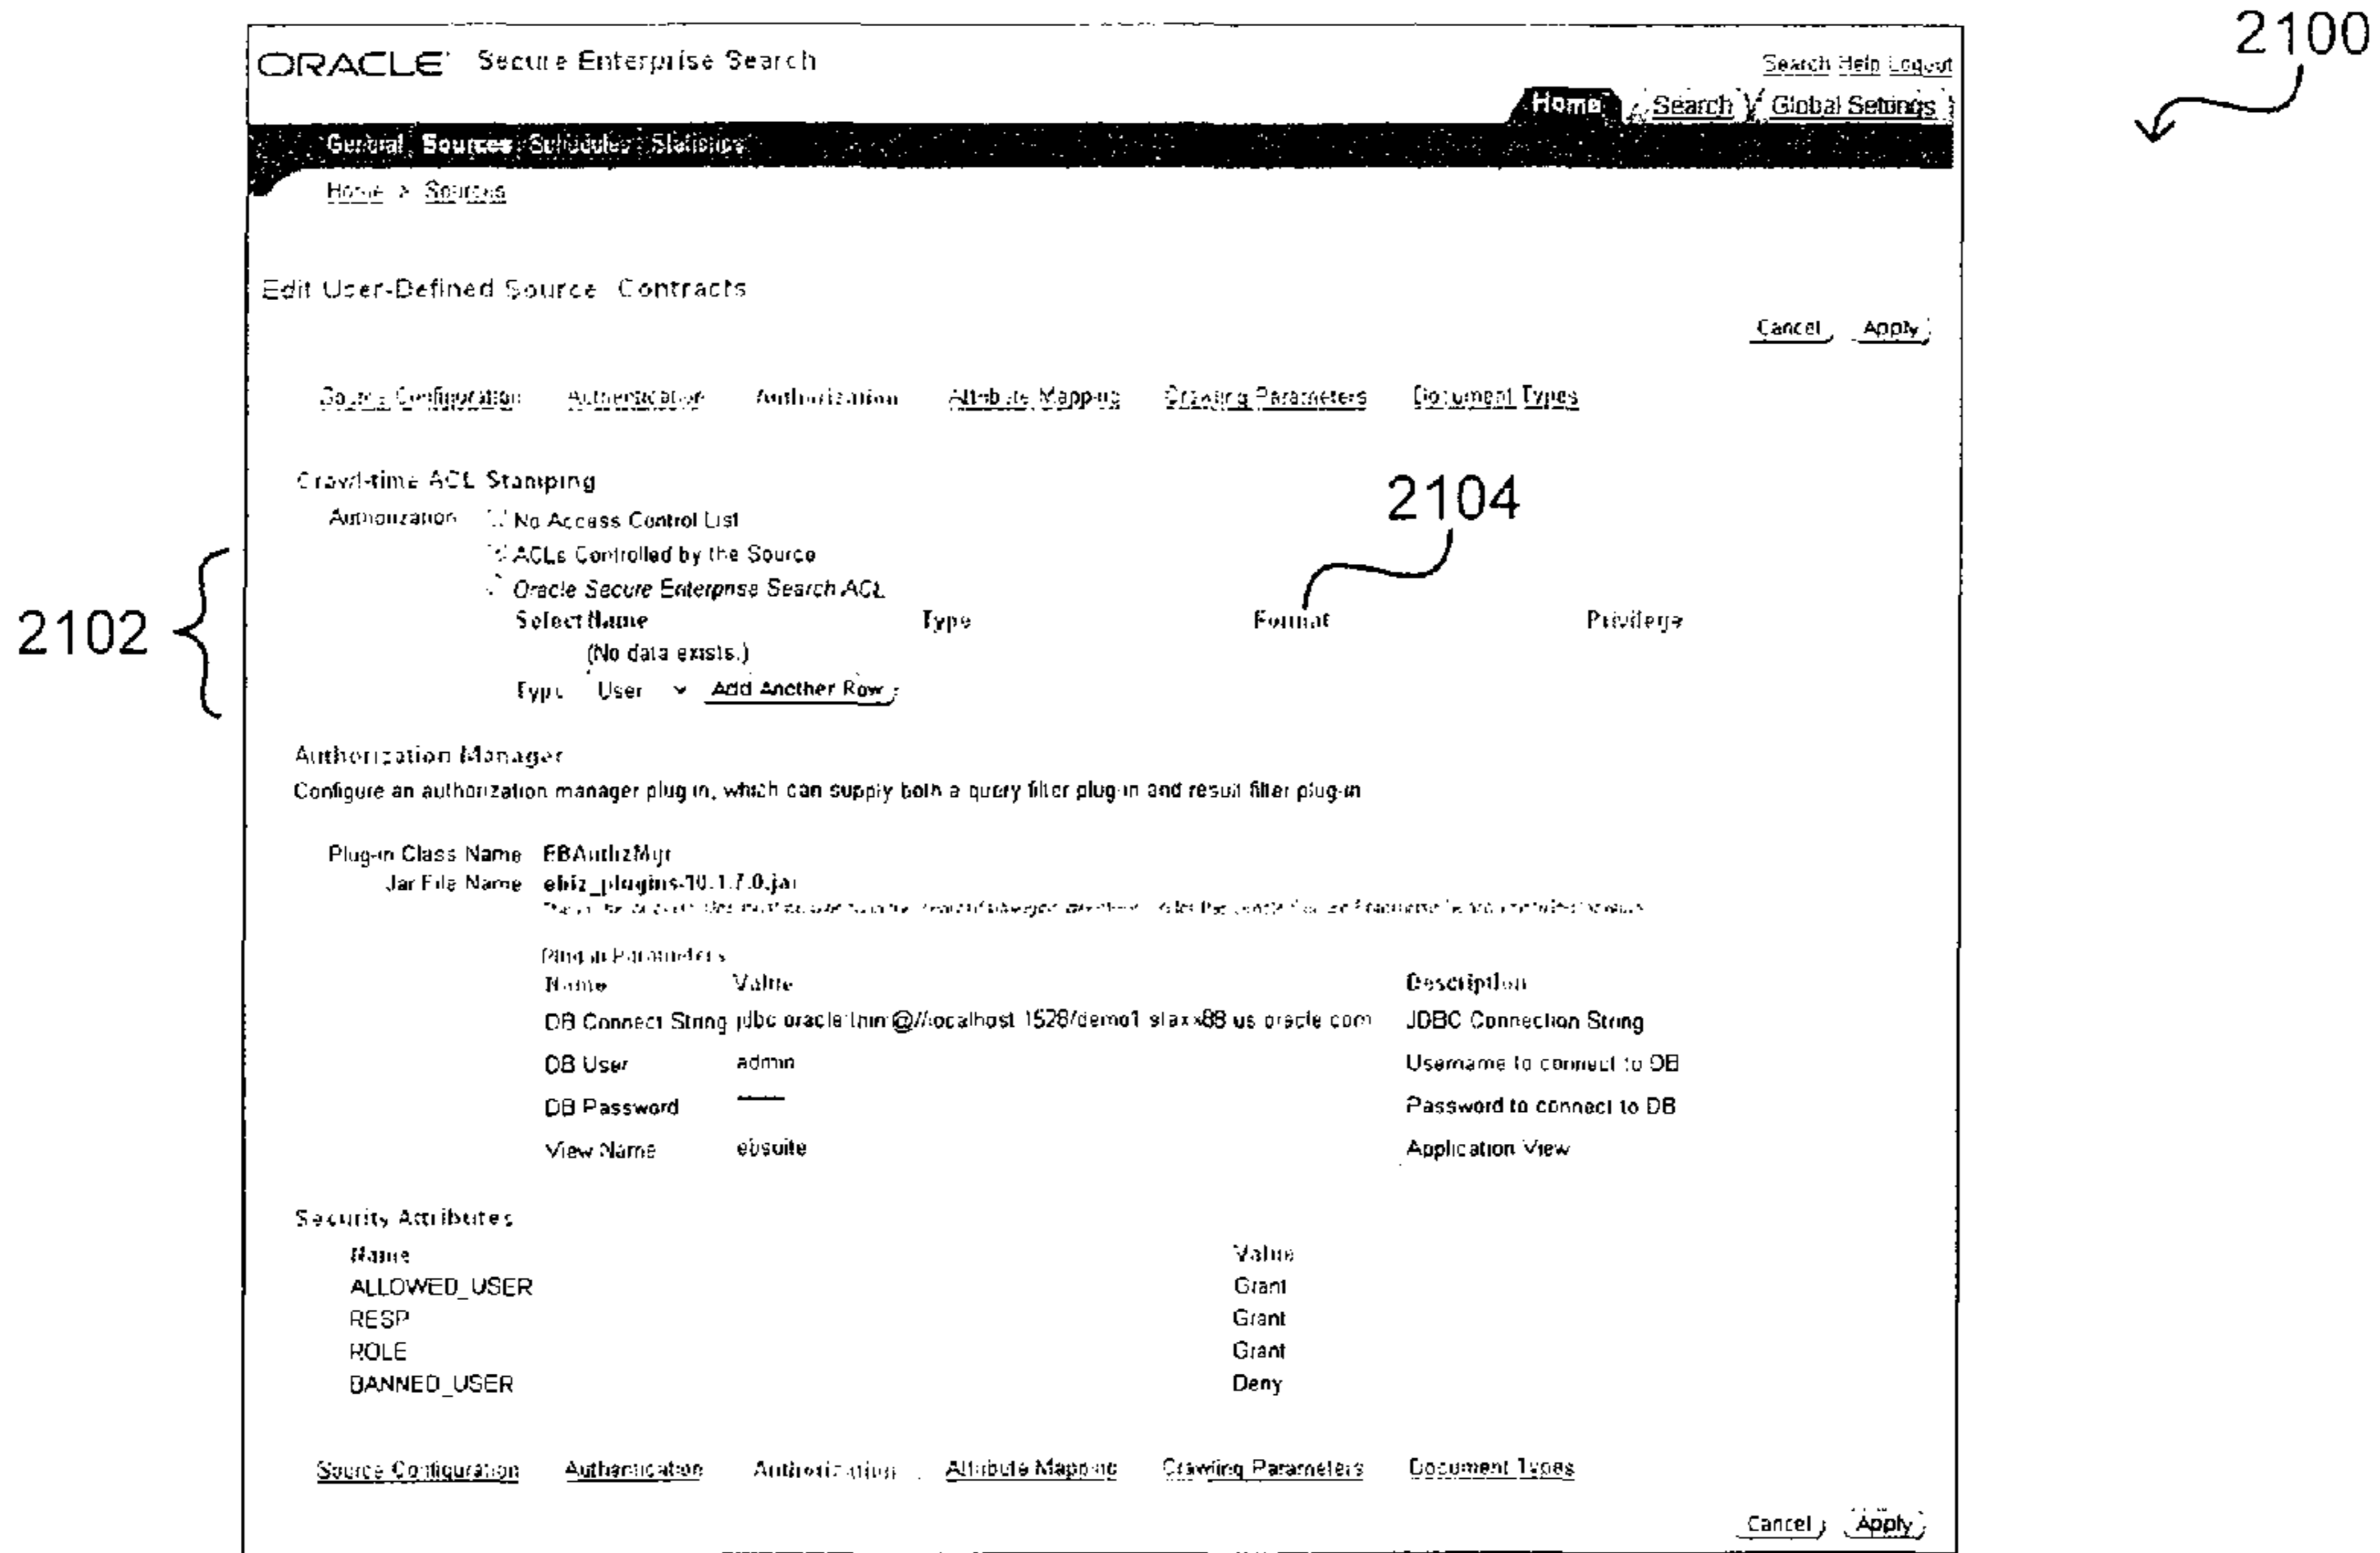 2100
ORACLE Secure Enterprise Search
Search Help Logout
Home Search Global Settings
General Sources Schedules Statistics
Home > Sources
Edit User-Defined Source Contracts
Cancel Apply
Source Configuration Authentication Authorization Attribute Mapping Crawling Parameters Document Types
Crawl-time ACL Stamping
2104
Authorization No Access Control List
ACLs Controlled by the Source
Oracle Secure Enterprise Search ACL
2102
Select Name Type Format Privilege
(No data exists.)
Type User Add Another Row
Authorization Manager
Configure an authorization manager plug in, which can supply both a query filter plug-in and result filter plug-in
Plug-in Class Name EBAuthzMgr
Jar File Name ebiz_plugins-10.1.7.0.jar
Plug-in Parameters
Name Value Description
DB Connect String jdbc oracle thin @//localhost 1528/demo1 us oracle com JDBC Connection String
DB User admin Username to connect to DB
DB Password Password to connect to DB
View Name ebsuite Application View
Security Attributes
Name Value
ALLOWED_USER Grant
RESP Grant
ROLE Grant
BANNED_USER Deny
Source Configuration Authentication Authorization Attribute Mapping Crawling Parameters Document Types
Cancel Apply